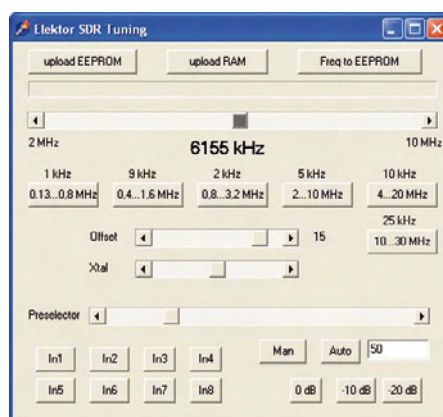 Elektor SDR Tuning
upload EEPROM upload RAM Freq to EEPROM
2 MHz 6155 kHz 10 MHz
1 kHz 9 kHz 2 kHz 5 kHz 10 kHz
0.13...0,8 MHz 0,4...1,6 MHz 0,8...3,2 MHz 2...10 MHz 4...20 MHz
25 kHz
10...30 MHz
Offset 15
Xtal
Preselector
In1 In2 In3 In4 Man Auto 50
In5 In6 In7 In8 0 dB -10 dB -20 dB